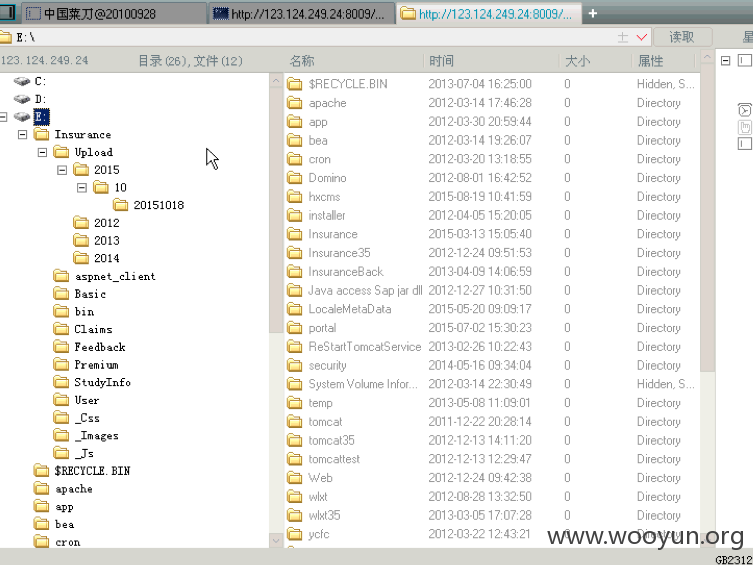 中国菜刀@20100928 http://123.124.249.24:8009/... http://123.124.249.24:8009/...
E:\ 读取
123.124.249.24 目录(26),文件(12) 名称 时间 大小 属性
C:
D:
E:
Insurance
Upload
2015
10
20151018
2012
2013
2014
aspnet_client
Basic
bin
Claims
Feedback
Premium
StudyInfo
User
_Css
_Images
_Js
$RECYCLE.BIN
apache
app
bea
cron
$RECYCLE.BIN 2013-07-04 16:25:00 0 Hidden, S...
apache 2012-03-14 17:46:28 0 Directory
app 2012-03-30 20:59:44 0 Directory
bea 2012-03-14 19:26:07 0 Directory
cron 2012-03-20 13:18:55 0 Directory
Domino 2012-08-01 16:42:52 0 Directory
hxcms 2015-08-19 10:41:59 0 Directory
installer 2012-04-05 15:20:05 0 Directory
Insurance 2015-03-13 15:05:40 0 Directory
Insurance35 2012-12-24 09:51:53 0 Directory
InsuranceBack 2013-04-09 14:06:59 0 Directory
Java access Sap jar dll 2012-12-27 10:31:50 0 Directory
LocaleMetaData 2015-05-20 09:09:17 0 Directory
portal 2015-07-02 15:30:23 0 Directory
ReStartTomcatService 2013-02-26 10:22:43 0 Directory
security 2014-05-16 09:34:04 0 Directory
System Volume Infor... 2012-03-14 22:30:49 0 Hidden, S...
temp 2013-05-08 11:09:01 0 Directory
tomcat 2011-12-22 20:28:14 0 Directory
tomcat35 2012-12-13 14:11:20 0 Directory
tomcattest 2012-12-13 12:29:47 0 Directory
Web 2012-12-24 09:42:38 0 Directory
wlxt 2012-08-28 13:32:50 0 Directory
wlxt35 2013-03-05 17:07:28 0 Directory
ycfc 2012-03-22 12:43:21 0 Directory
www.wooyun.org
GB2312